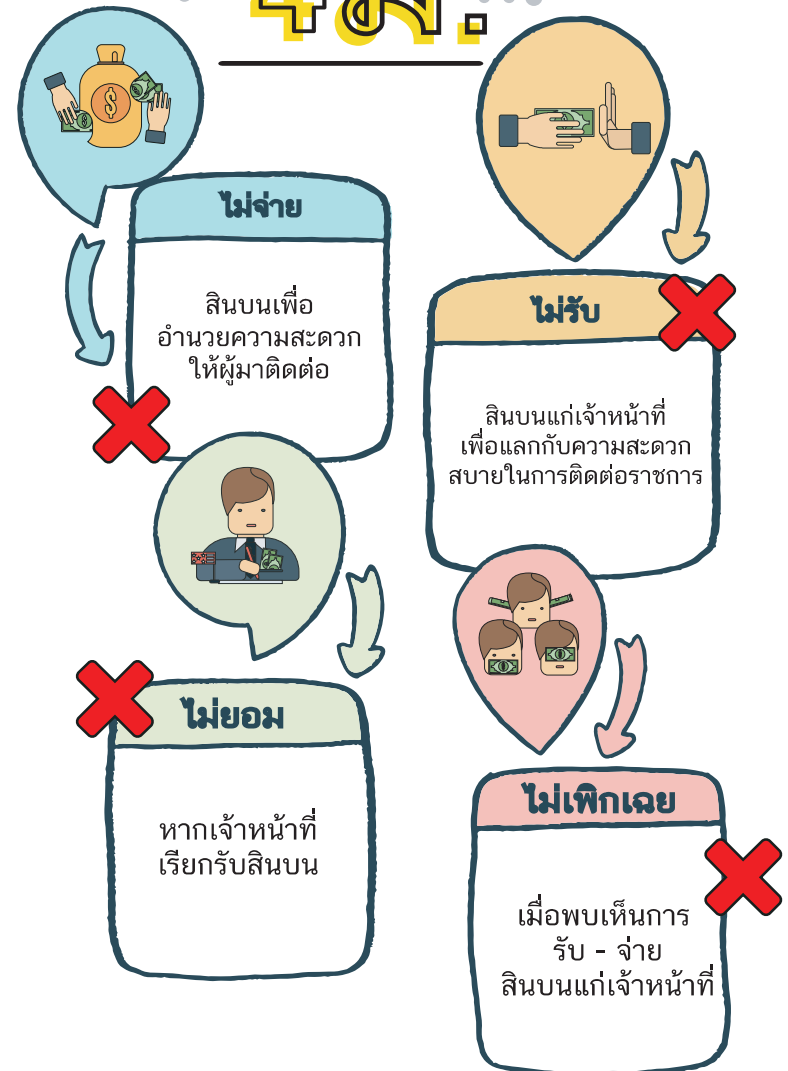 4ม.
ไม่จ่าย
สินบนเพื่อ
อำนวยความสะดวก
ให้ผู้มาติดต่อ
ไม่รับ
สินบนแก่เจ้าหน้าที่
เพื่อแลกกับความสะดวก
สบายในการติดต่อราชการ
ไม่ยอม
หากเจ้าหน้าที่
เรียกรับสินบน
ไม่เพิกเฉย
เมื่อพบเห็นการ
รับ - จ่าย
สินบนแก่เจ้าหน้าที่